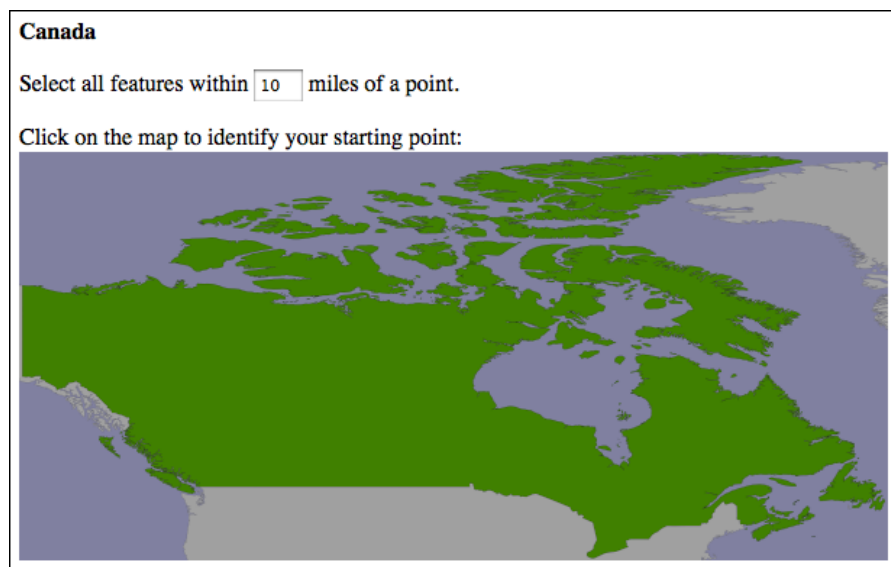 Canada
Select all features within 10 miles of a point.
Click on the map to identify your starting point: